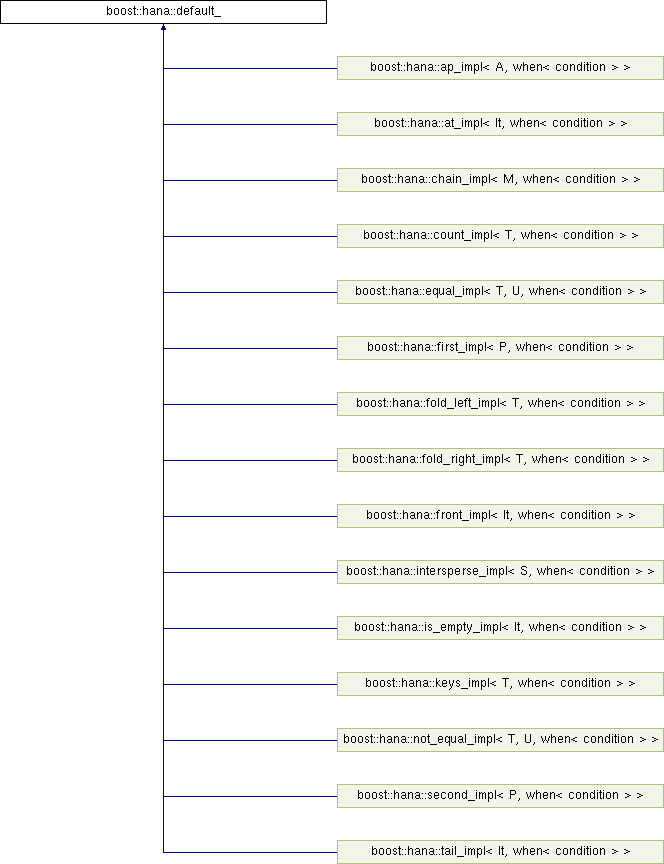 boost::hana::default_
boost::hana::ap_impl< A, when< condition > >
boost::hana::at_impl< It, when< condition > >
boost::hana::chain_impl< M, when< condition > >
boost::hana::count_impl< T, when< condition > >
boost::hana::equal_impl< T, U, when< condition > >
boost::hana::first_impl< P, when< condition > >
boost::hana::fold_left_impl< T, when< condition > >
boost::hana::fold_right_impl< T, when< condition > >
boost::hana::front_impl< It, when< condition > >
boost::hana::intersperse_impl< S, when< condition > >
boost::hana::is_empty_impl< It, when< condition > >
boost::hana::keys_impl< T, when< condition > >
boost::hana::not_equal_impl< T, U, when< condition > >
boost::hana::second_impl< P, when< condition > >
boost::hana::tail_impl< It, when< condition > >